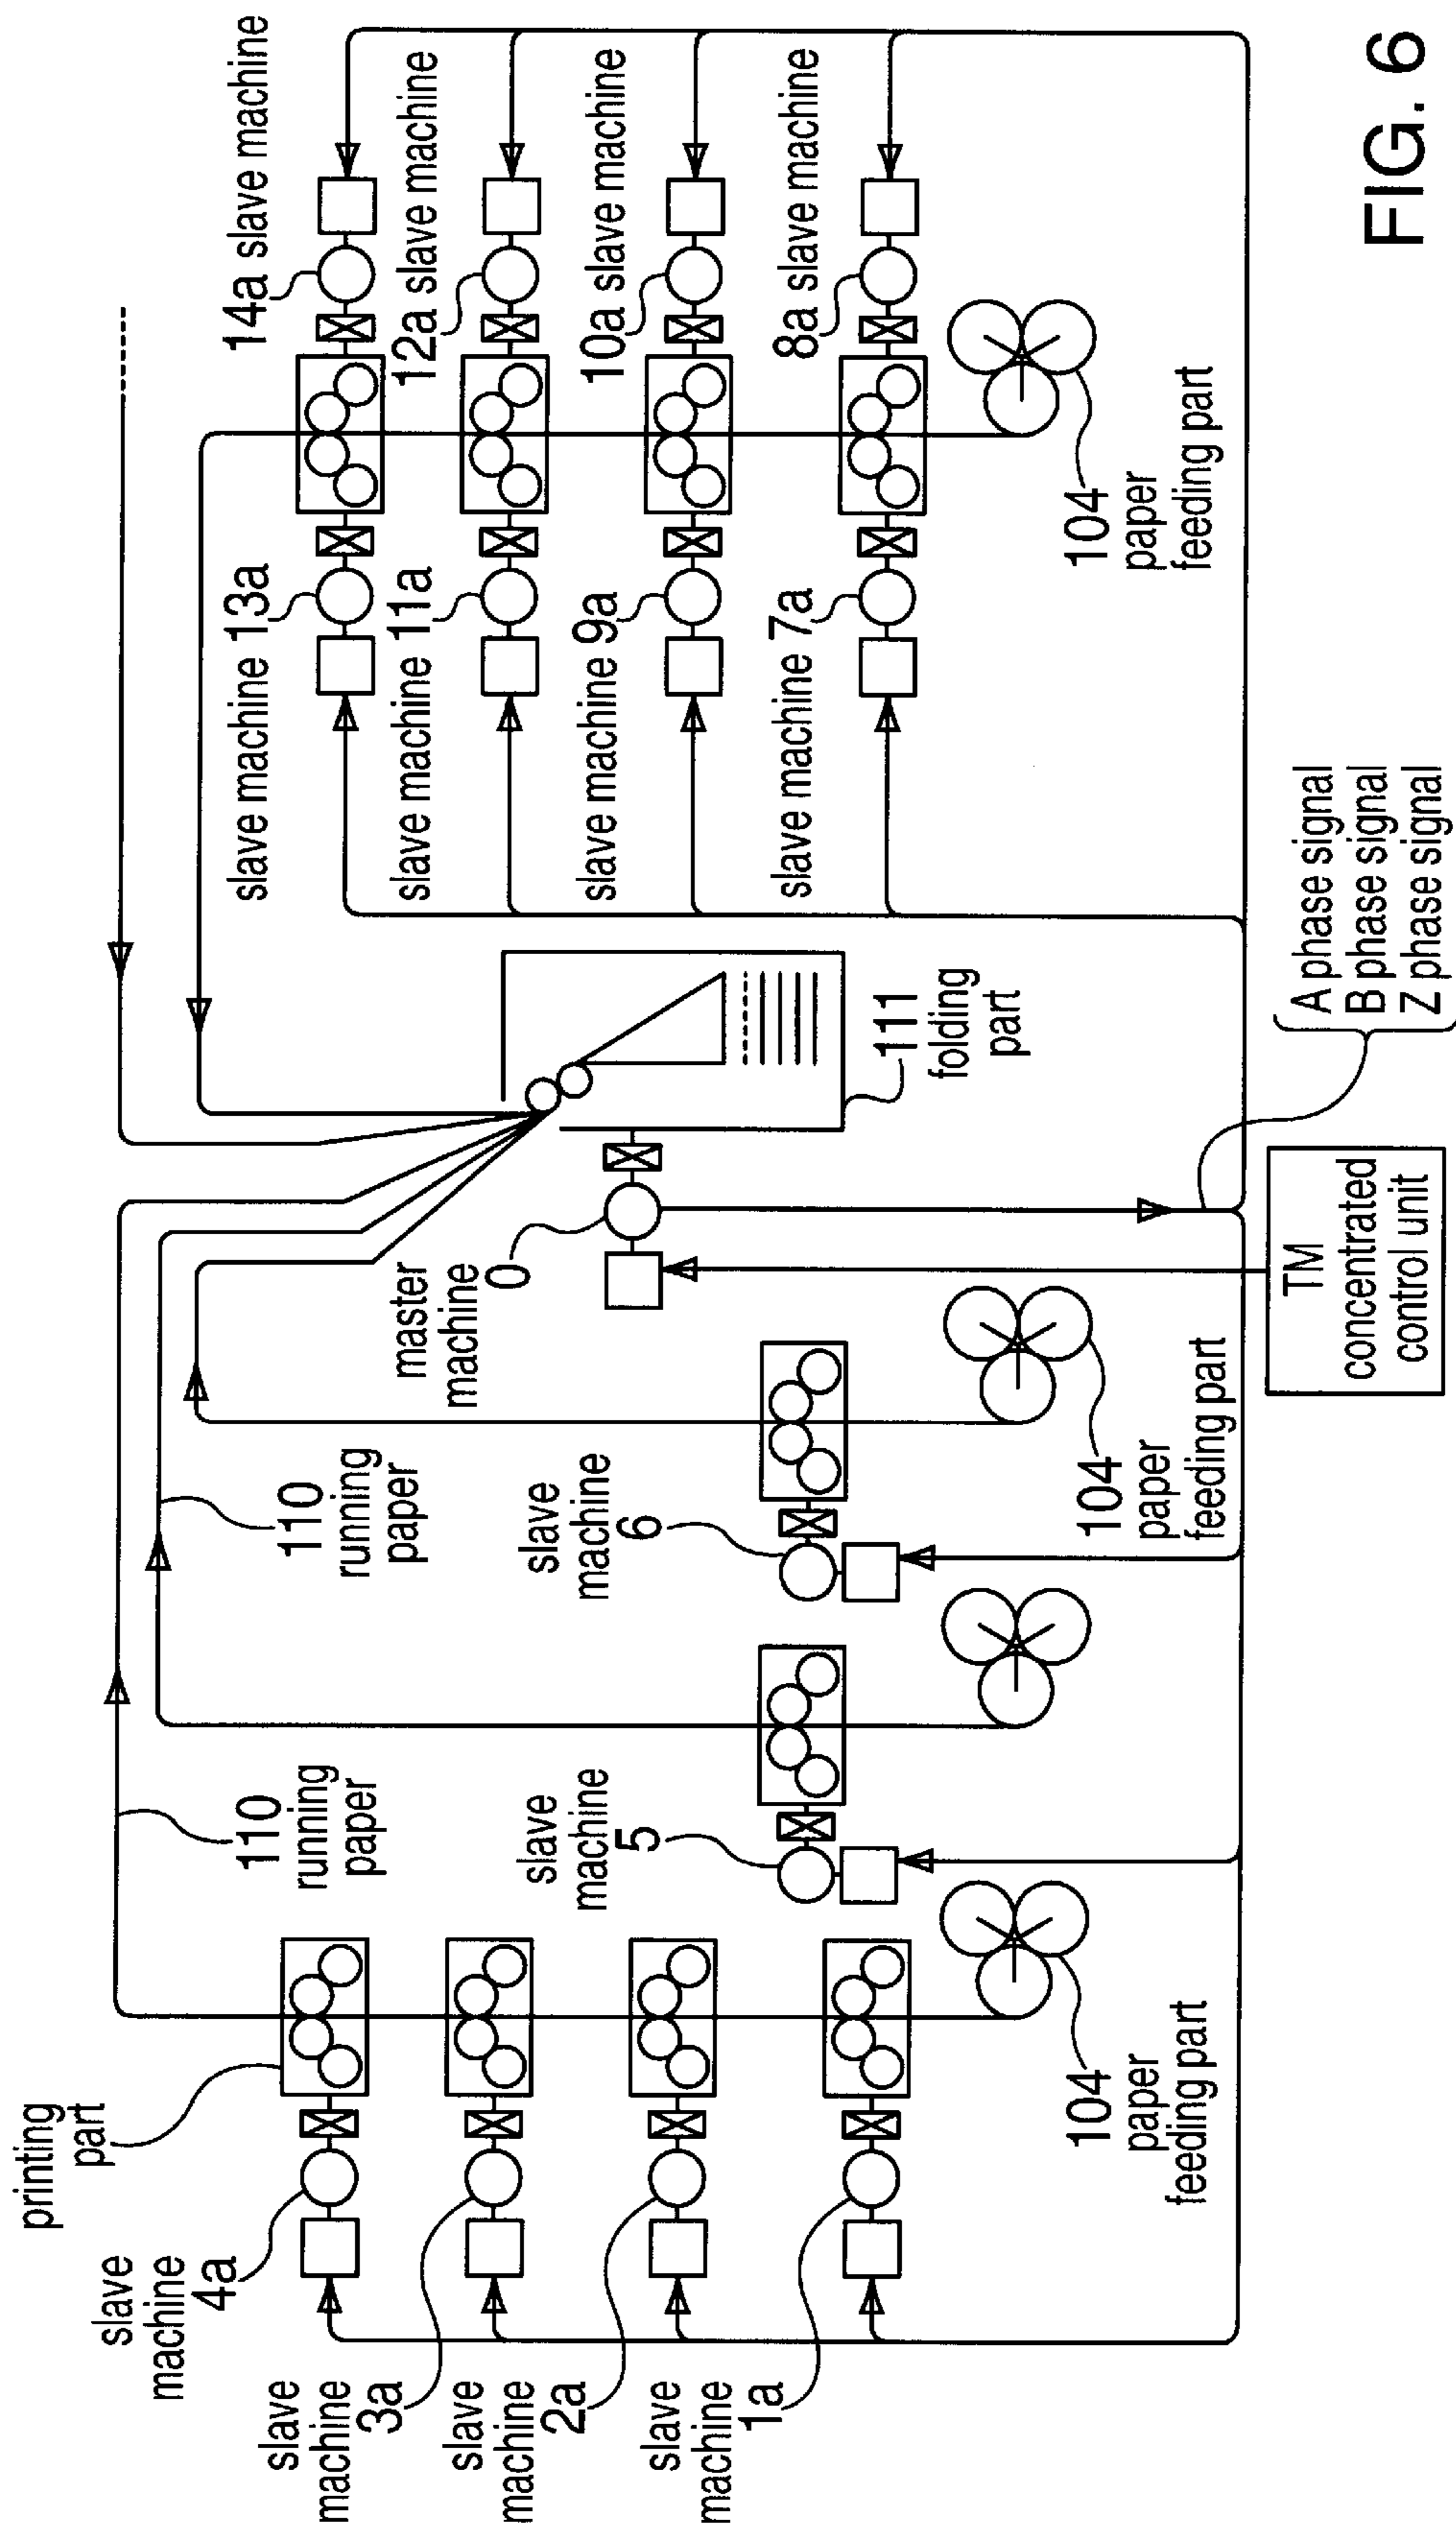 printing
part
slave
machine
4a
slave
machine
3a
slave
machine
2a
slave
machine
1a
110
running
paper
110
running
paper
slave
machine
5
slave
machine
6
104
paper
feeding part
104
paper
feeding part
master
machine
0
111
folding
part
TM
concentrated
control unit
A phase signal
B phase signal
Z phase signal
slave machine 13a
14a slave machine
slave machine 11a
12a slave machine
slave machine 9a
10a slave machine
slave machine 7a
8a slave machine
104
paper
feeding part
FIG. 6